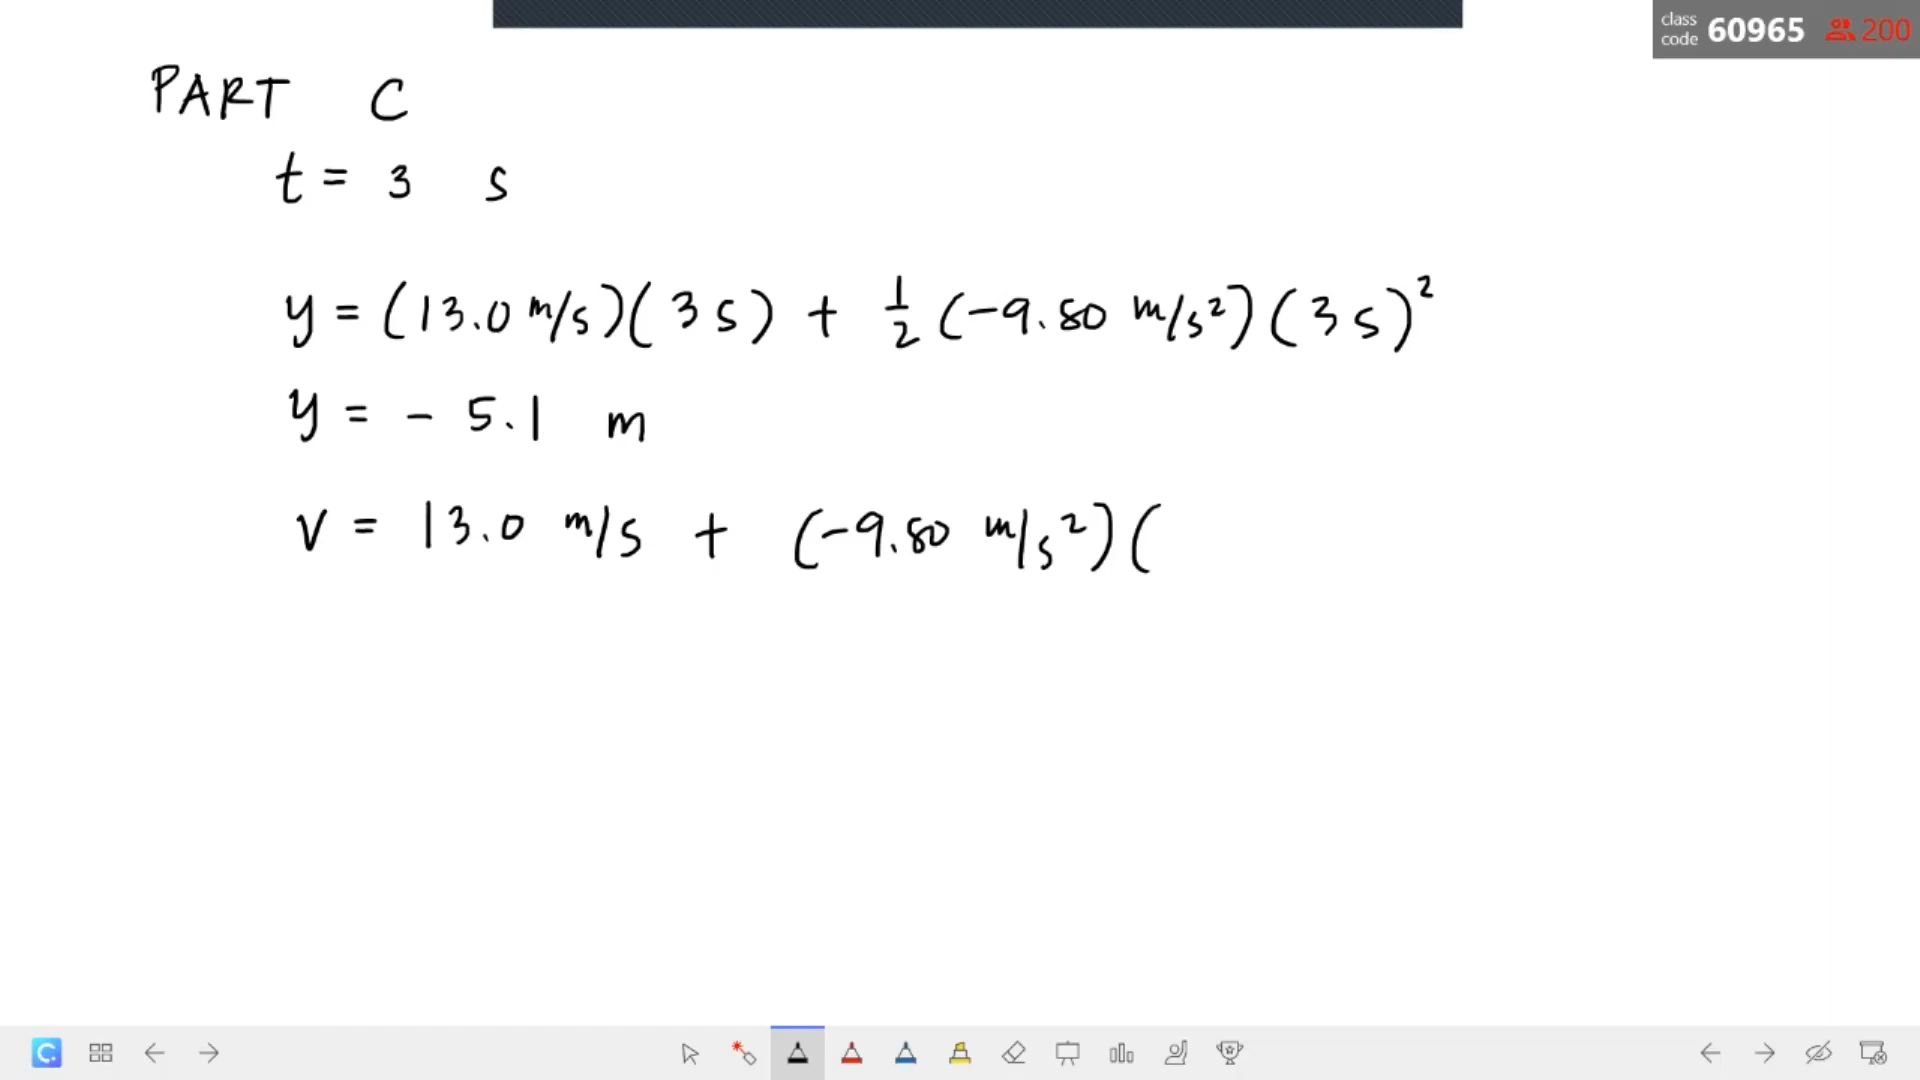 class code 60965 200
PART C
t = 3 s
y = (13.0 m/s)(3 s) + 1/2 (-9.80 m/s²)(3 s)²
y = - 5.1 m
v = 13.0 m/s + (-9.80 m/s²)(